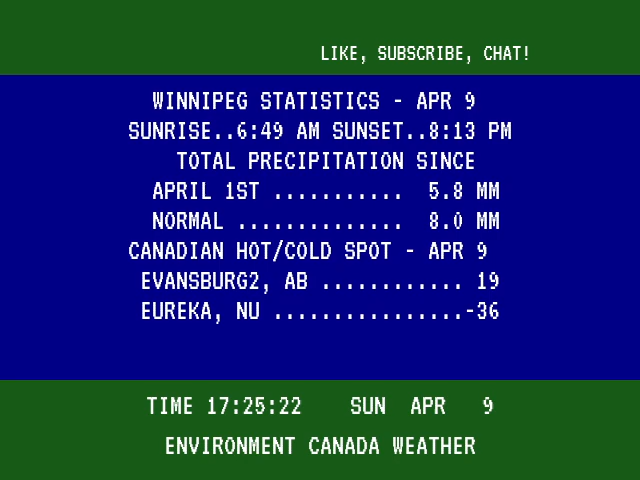 LIKE, SUBSCRIBE, CHAT!
WINNIPEG STATISTICS - APR 9
SUNRISE..6:49 AM SUNSET..8:13 PM
TOTAL PRECIPITATION SINCE
APRIL 1ST ........... 5.8 MM
NORMAL .............. 8.0 MM
CANADIAN HOT/COLD SPOT - APR 9
EVANSBURG2, AB ............ 19
EUREKA, NU ................-36
TIME 17:25:22 SUN APR 9
ENVIRONMENT CANADA WEATHER